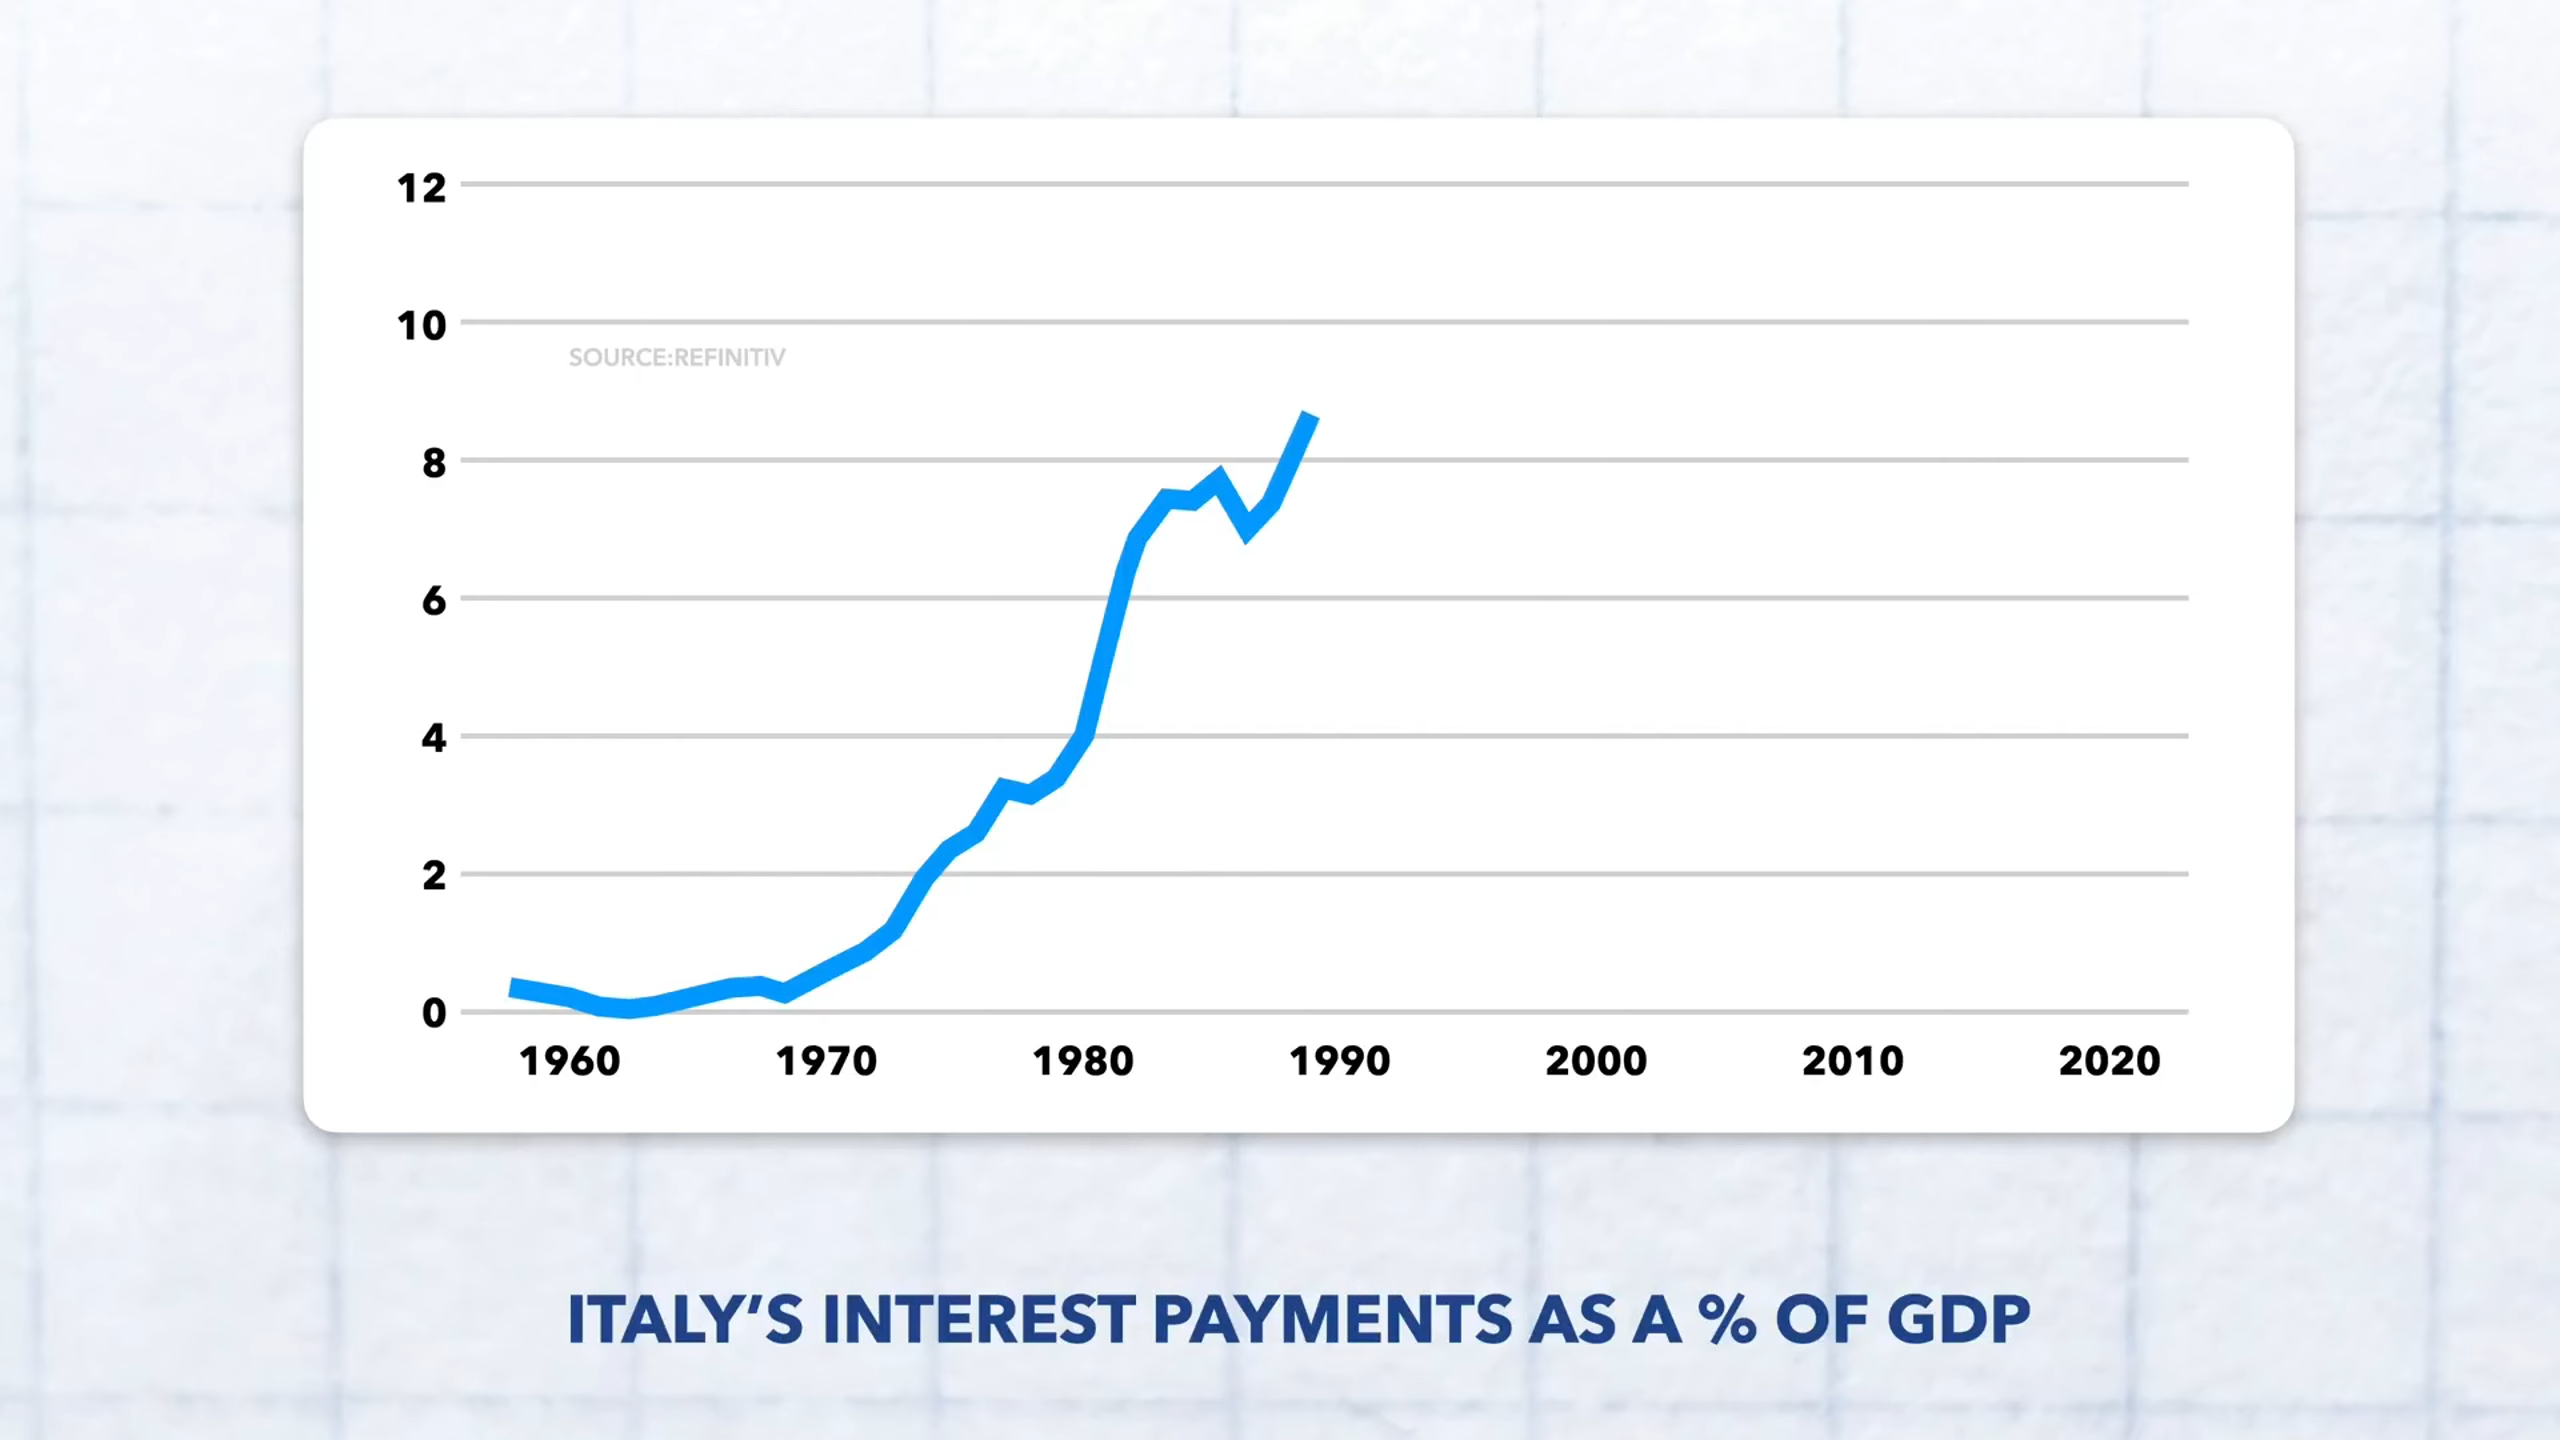 12
10
SOURCE:REFINITIV
8
6
4
2
0
1960 1970 1980 1990 2000 2010 2020
ITALY’S INTEREST PAYMENTS AS A % OF GDP